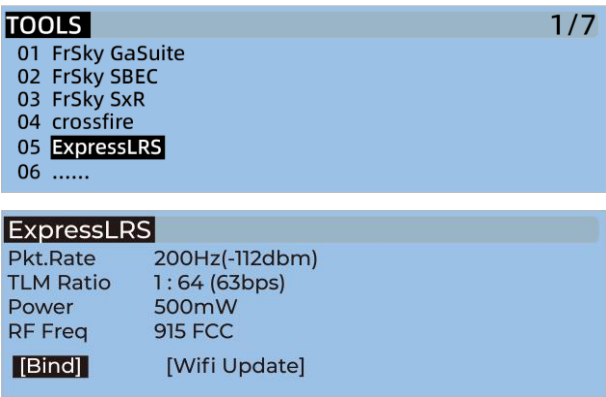 TOOLS 1/7
01 FrSky GaSuite
02 FrSky SBEC
03 FrSky SxR
04 crossfire
05 ExpressLRS
06 ......
ExpressLRS
Pkt.Rate 200Hz(-112dbm)
TLM Ratio 1 : 64 (63bps)
Power 500mW
RF Freq 915 FCC
[Bind] [Wifi Update]